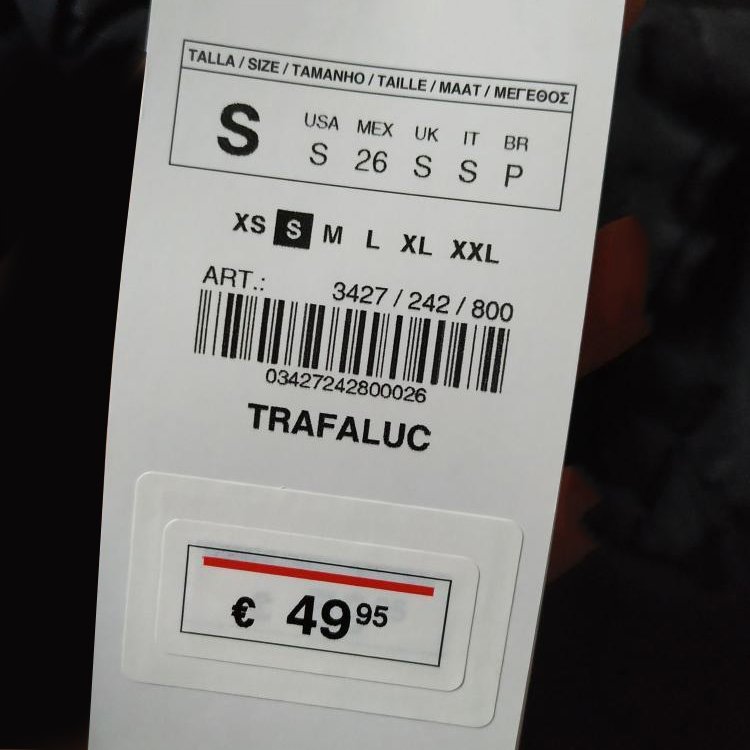 TALLA / SIZE / TAMANHO / TAILLE / MAAT / ΜΕΓΕΘΟΣ
S
USA MEX UK IT BR
S 26 S S P
XS S M L XL XXL
ART.: 3427 / 242 / 800
03427242800026
TRAFALUC
€ 49 95